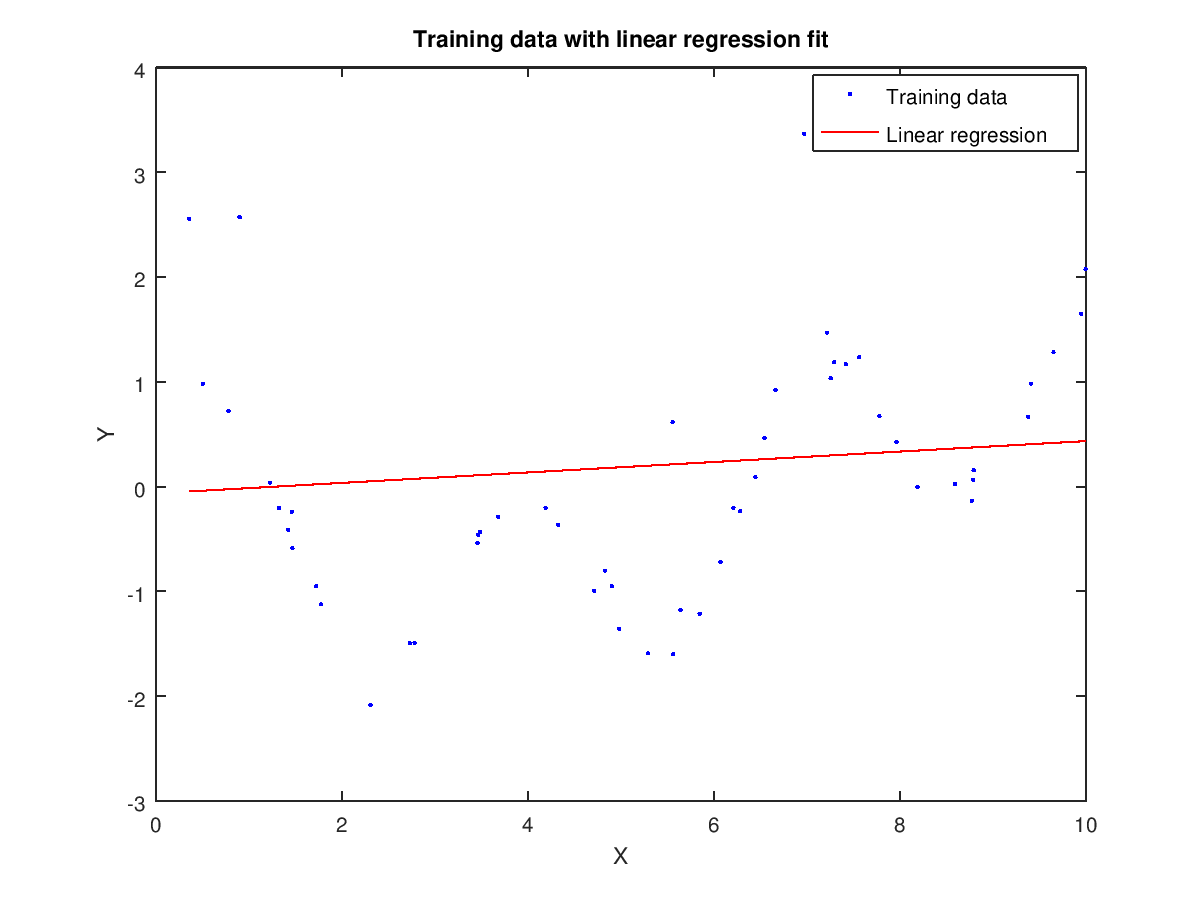 Training data with linear regression fit
4
3
2
1
0
-1
-2
-3
Y
Training data
Linear regression
0 2 4 6 8 10
X